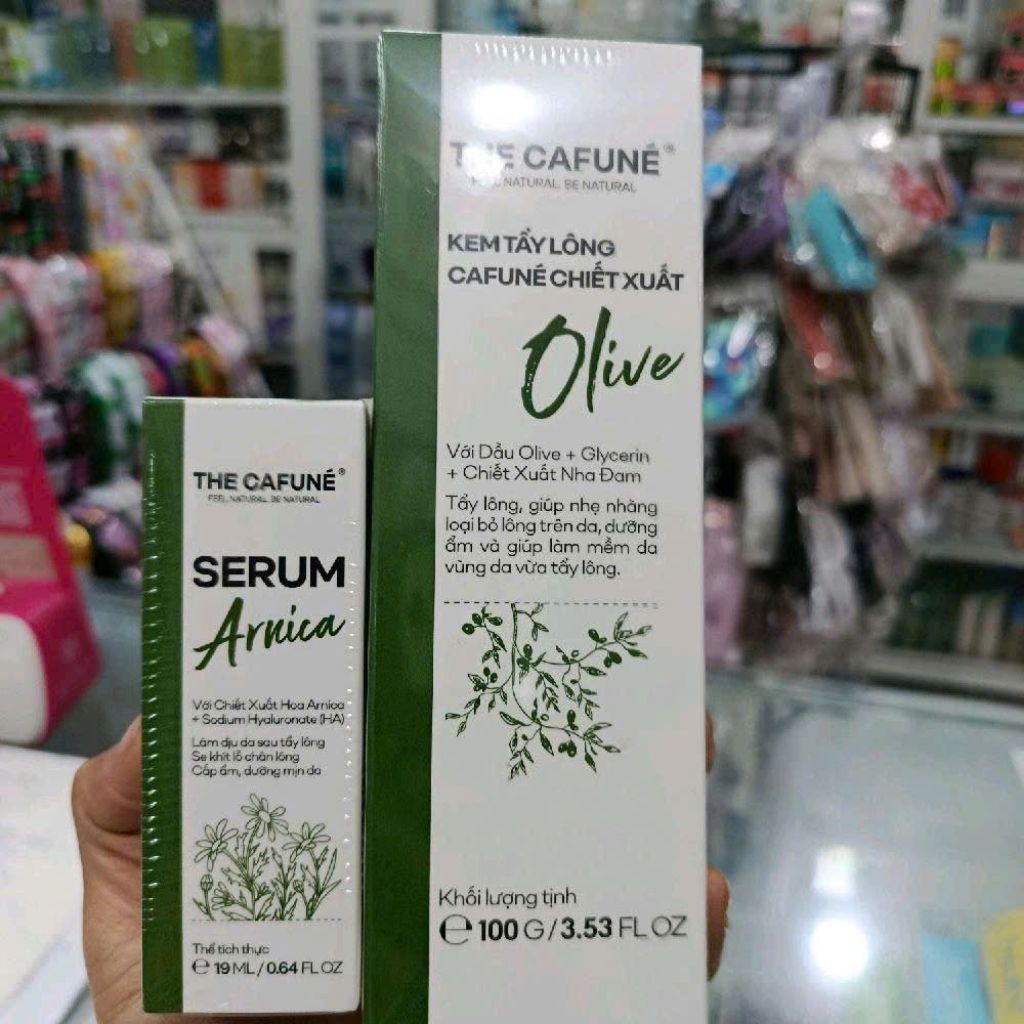 THE CAFUNÉ®
FEEL NATURAL. BE NATURAL
SERUM
Arnica
Với Chiết Xuất Hoa Arnica
+ Sodium Hyaluronate (HA)
Làm dịu da sau tẩy lông
Se khít lỗ chân lông
Cấp ẩm, dưỡng mịn da
Thể tích thực
℮ 19 ML / 0.64 FL OZ
THE CAFUNÉ®
FEEL NATURAL. BE NATURAL
KEM TẨY LÔNG
CAFUNÉ CHIẾT XUẤT
Olive
Với Dầu Olive + Glycerin
+ Chiết Xuất Nha Đam
Tẩy lông, giúp nhẹ nhàng
loại bỏ lông trên da, dưỡng
ẩm và giúp làm mềm da
vùng da vừa tẩy lông.
Khối lượng tịnh
℮ 100 G / 3.53 FL OZ